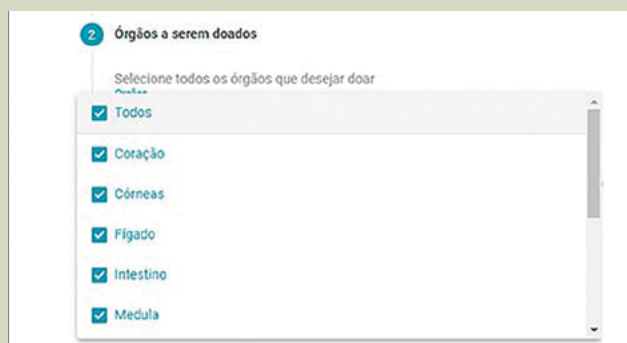 2 Órgãos a serem doados
Selecione todos os órgãos que desejar doar
Todos
Coração
Córneas
Fígado
Intestino
Medula